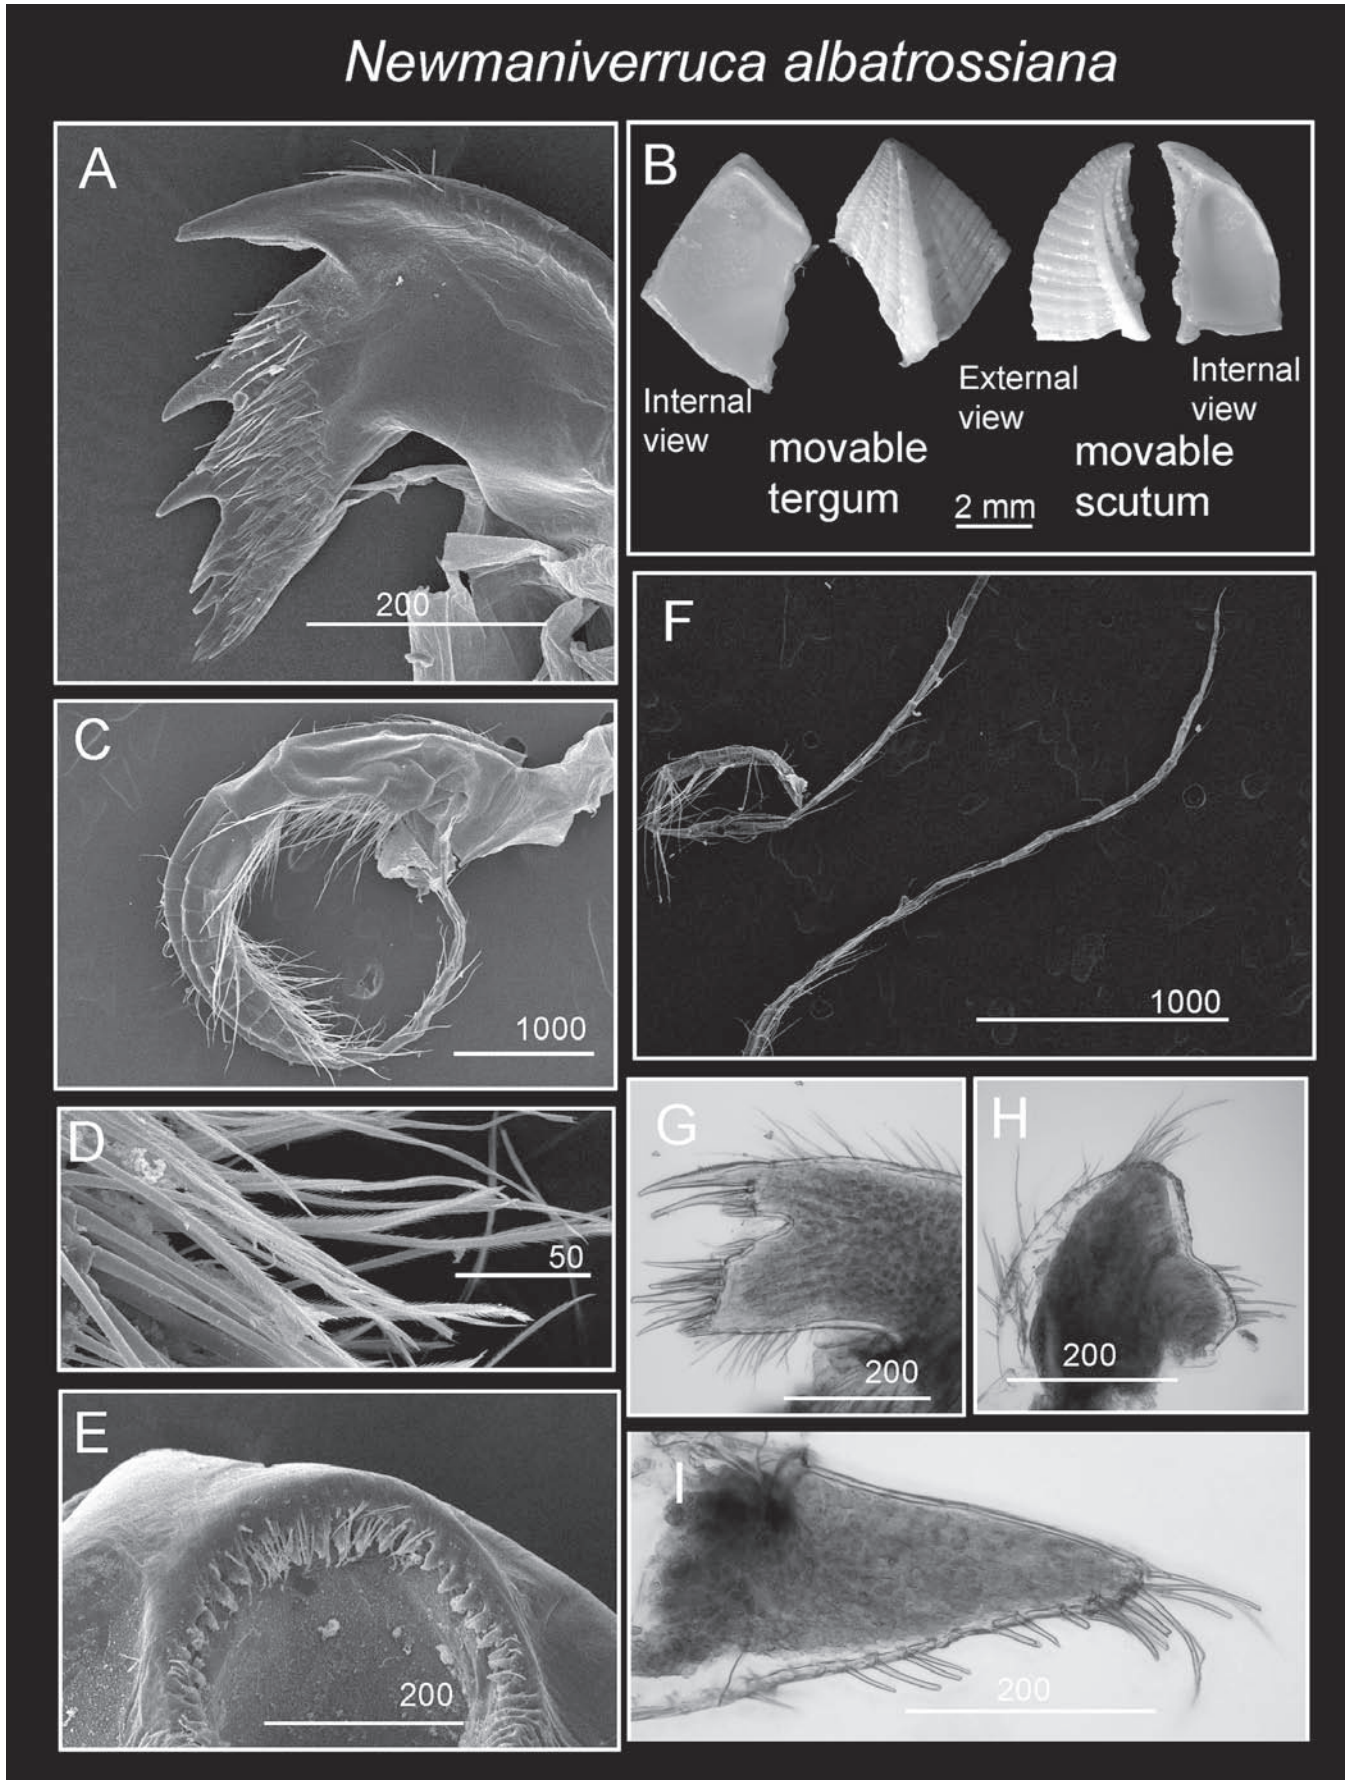 Newmaniverruca albatrossiana
A
200
B
Internal
view
External
view
Internal
view
movable
tergum
2 mm
movable
scutum
C
1000
F
1000
D
50
G
200
H
200
E
200
I
200